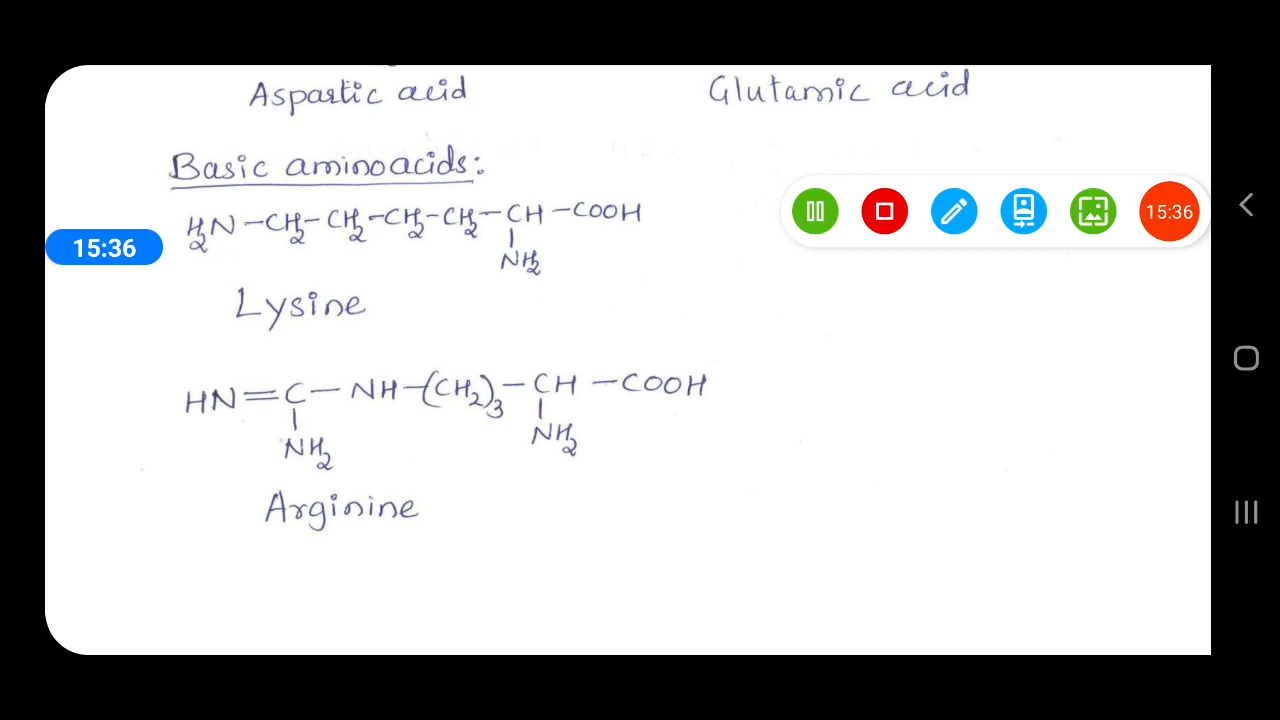 Aspartic acid Glutamic acid
Basic aminoacids:
H2N-CH2-CH2-CH2-CH2-CH-COOH
NH2
15:36
15:36
Lysine
HN=C-NH-(CH2)3-CH-COOH
NH2
NH2
Arginine